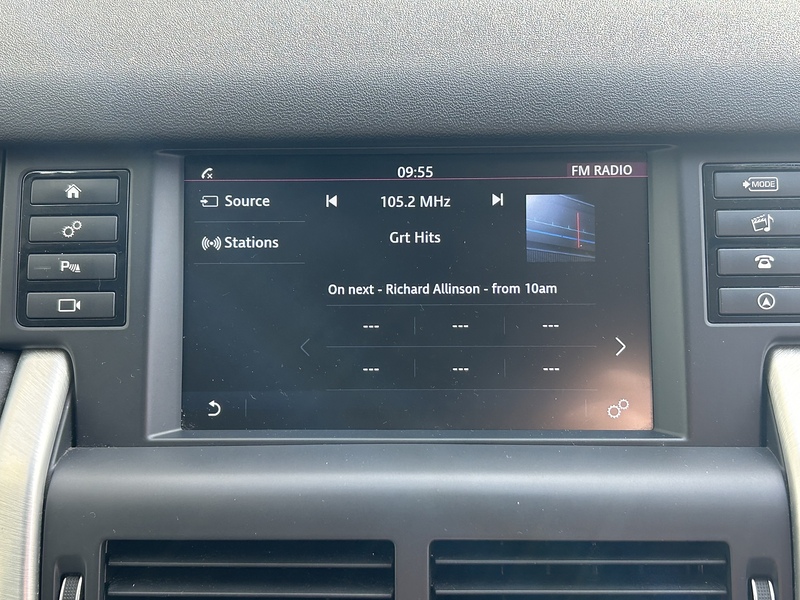 09:55
FM RADIO
Source
105.2 MHz
Stations
Grt Hits
On next - Richard Allinson - from 10am
--- --- ---
--- --- ---
P
MODE